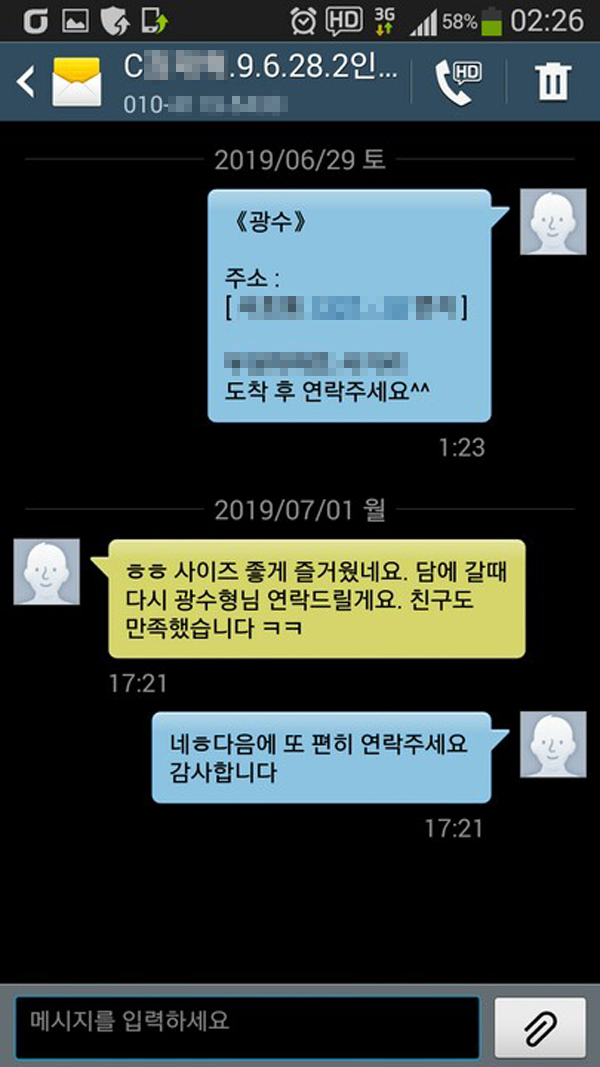 HD 3G 58% 02:26
C .9.6.28.2인...
HD
010-
2019/06/29 토
《광수》
주소 :
[ ]
도착 후 연락주세요^^
1:23
2019/07/01 월
ㅎㅎ 사이즈 좋게 즐거웠네요. 담에 갈때
다시 광수형님 연락드릴게요. 친구도
만족했습니다 ㅋㅋ
17:21
네ㅎ다음에 또 편히 연락주세요
감사합니다
17:21
메시지를 입력하세요